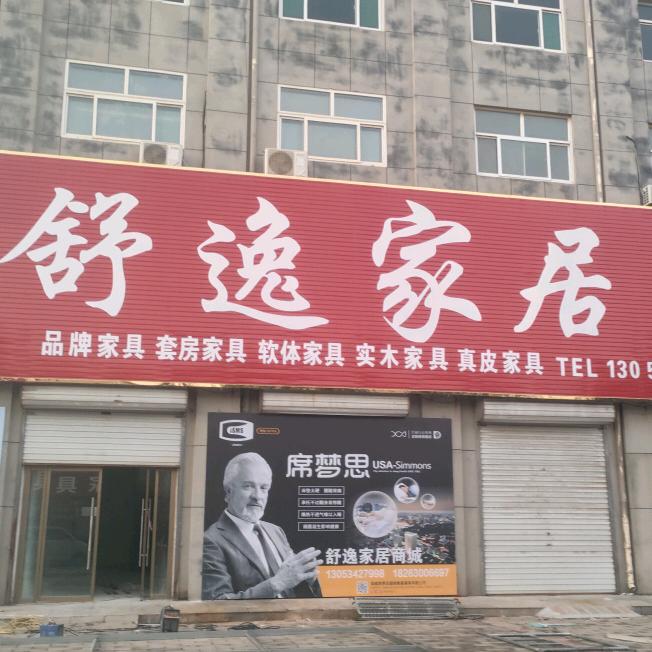 舒逸家居
品牌家具 套房家具 软体家具 实木家具 真皮家具 TEL 130
席梦思 USA-Simmons
舒逸家居商城
13053427998 18263006697